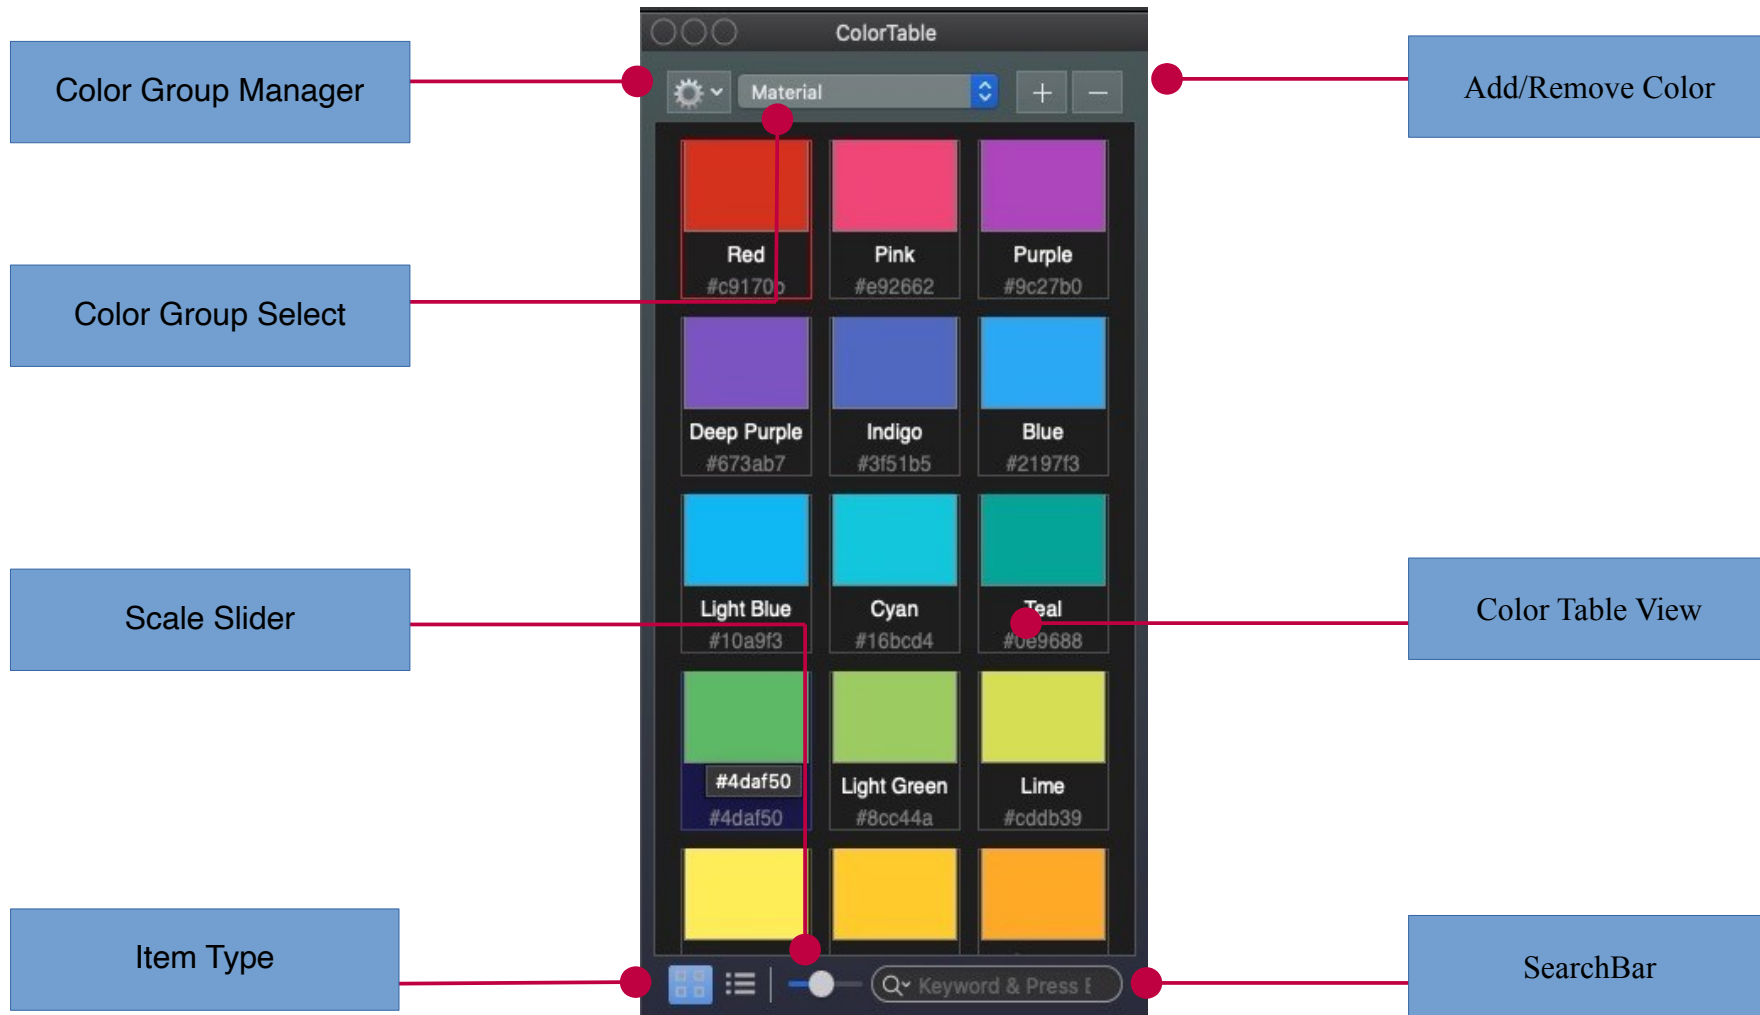 ColorTable
Color Group Manager
Material
Add/Remove Color
Red
Pink
Purple
#c9170b
#e92662
#9c27b0
Color Group Select
Deep Purple
Indigo
Blue
#673ab7
#3f51b5
#2197f3
Scale Slider
Light Blue
Cyan
Teal
#10a9f3
#16bcd4
#0e9688
Color Table View
#4daf50
Light Green
Lime
#4daf50
#8cc44a
#cddb39
Item Type
Keyword & Press
SearchBar